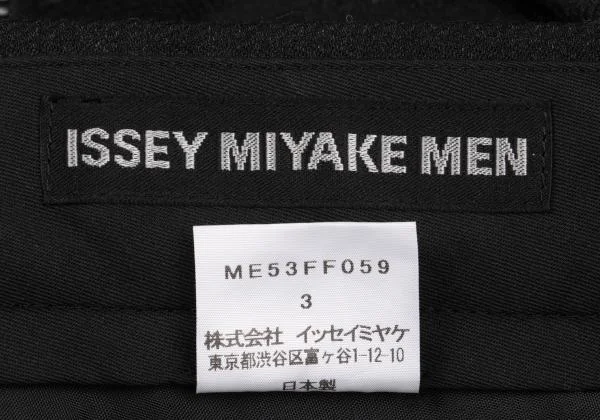 ISSEY MIYAKE MEN
ME53FF059
3
株式会社 イッセイミヤケ
東京都渋谷区富ヶ谷1-12-10
日本製